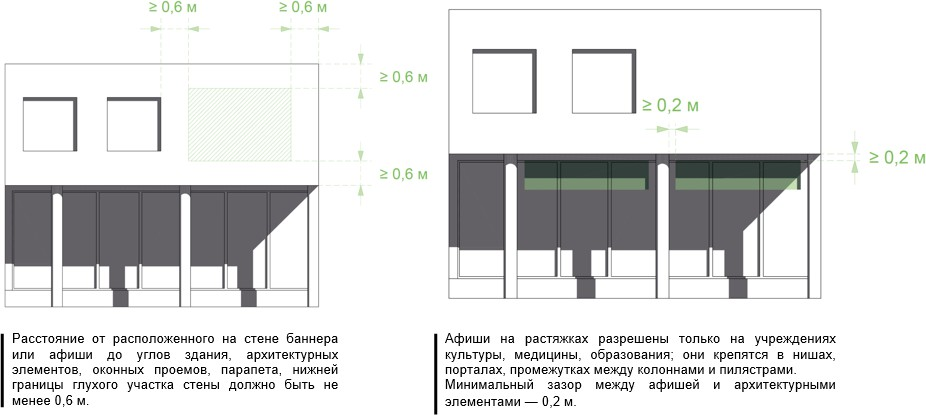 ≥ 0,6 м
≥ 0,6 м
≥ 0,6 м
≥ 0,6 м
≥ 0,2 м
≥ 0,2 м
Расстояние от расположенного на стене баннера
или афиши до углов здания, архитектурных
элементов, оконных проемов, парапета, нижней
границы глухого участка стены должно быть не
менее 0,6 м.
Афиши на растяжках разрешены только на учреждениях
культуры, медицины, образования; они крепятся в нишах,
порталах, промежутках между колоннами и пилястрами.
Минимальный зазор между афишей и архитектурными
элементами — 0,2 м.